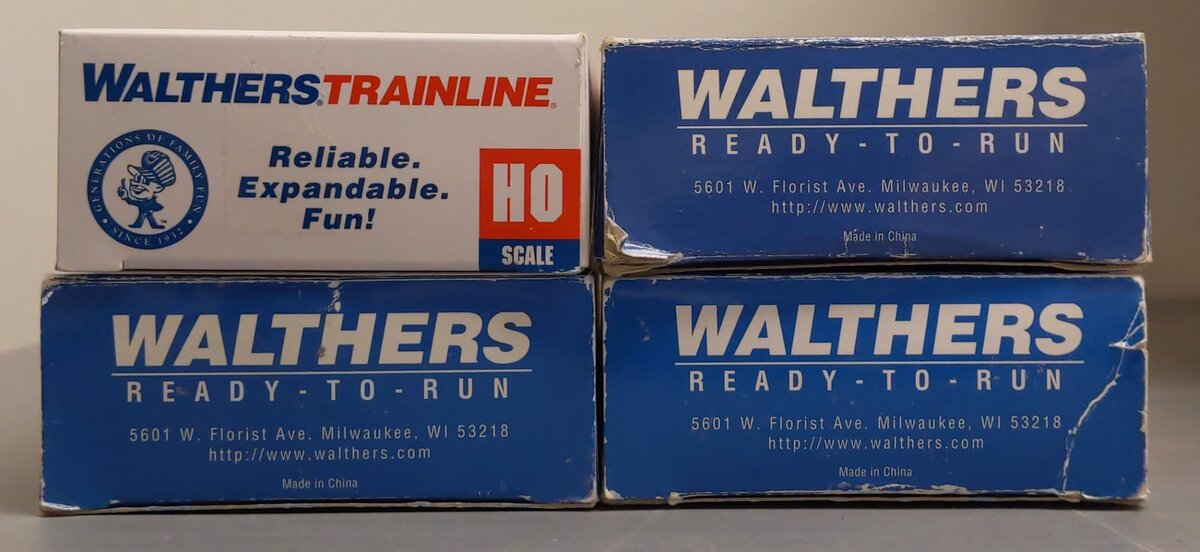 WALTHERS®TRAINLINE®
GENERATIONS OF FAMILY FUN
SINCE 1932
™
Reliable.
Expandable.
Fun!
HO
SCALE
WALTHERS
READY-TO-RUN
5601 W. Florist Ave. Milwaukee, WI 53218
http://www.walthers.com
Made in China
WALTHERS
READY-TO-RUN
5601 W. Florist Ave. Milwaukee, WI 53218
http://www.walthers.com
Made in China
WALTHERS
READY-TO-RUN
5601 W. Florist Ave. Milwaukee, WI 53218
http://www.walthers.com
Made in China